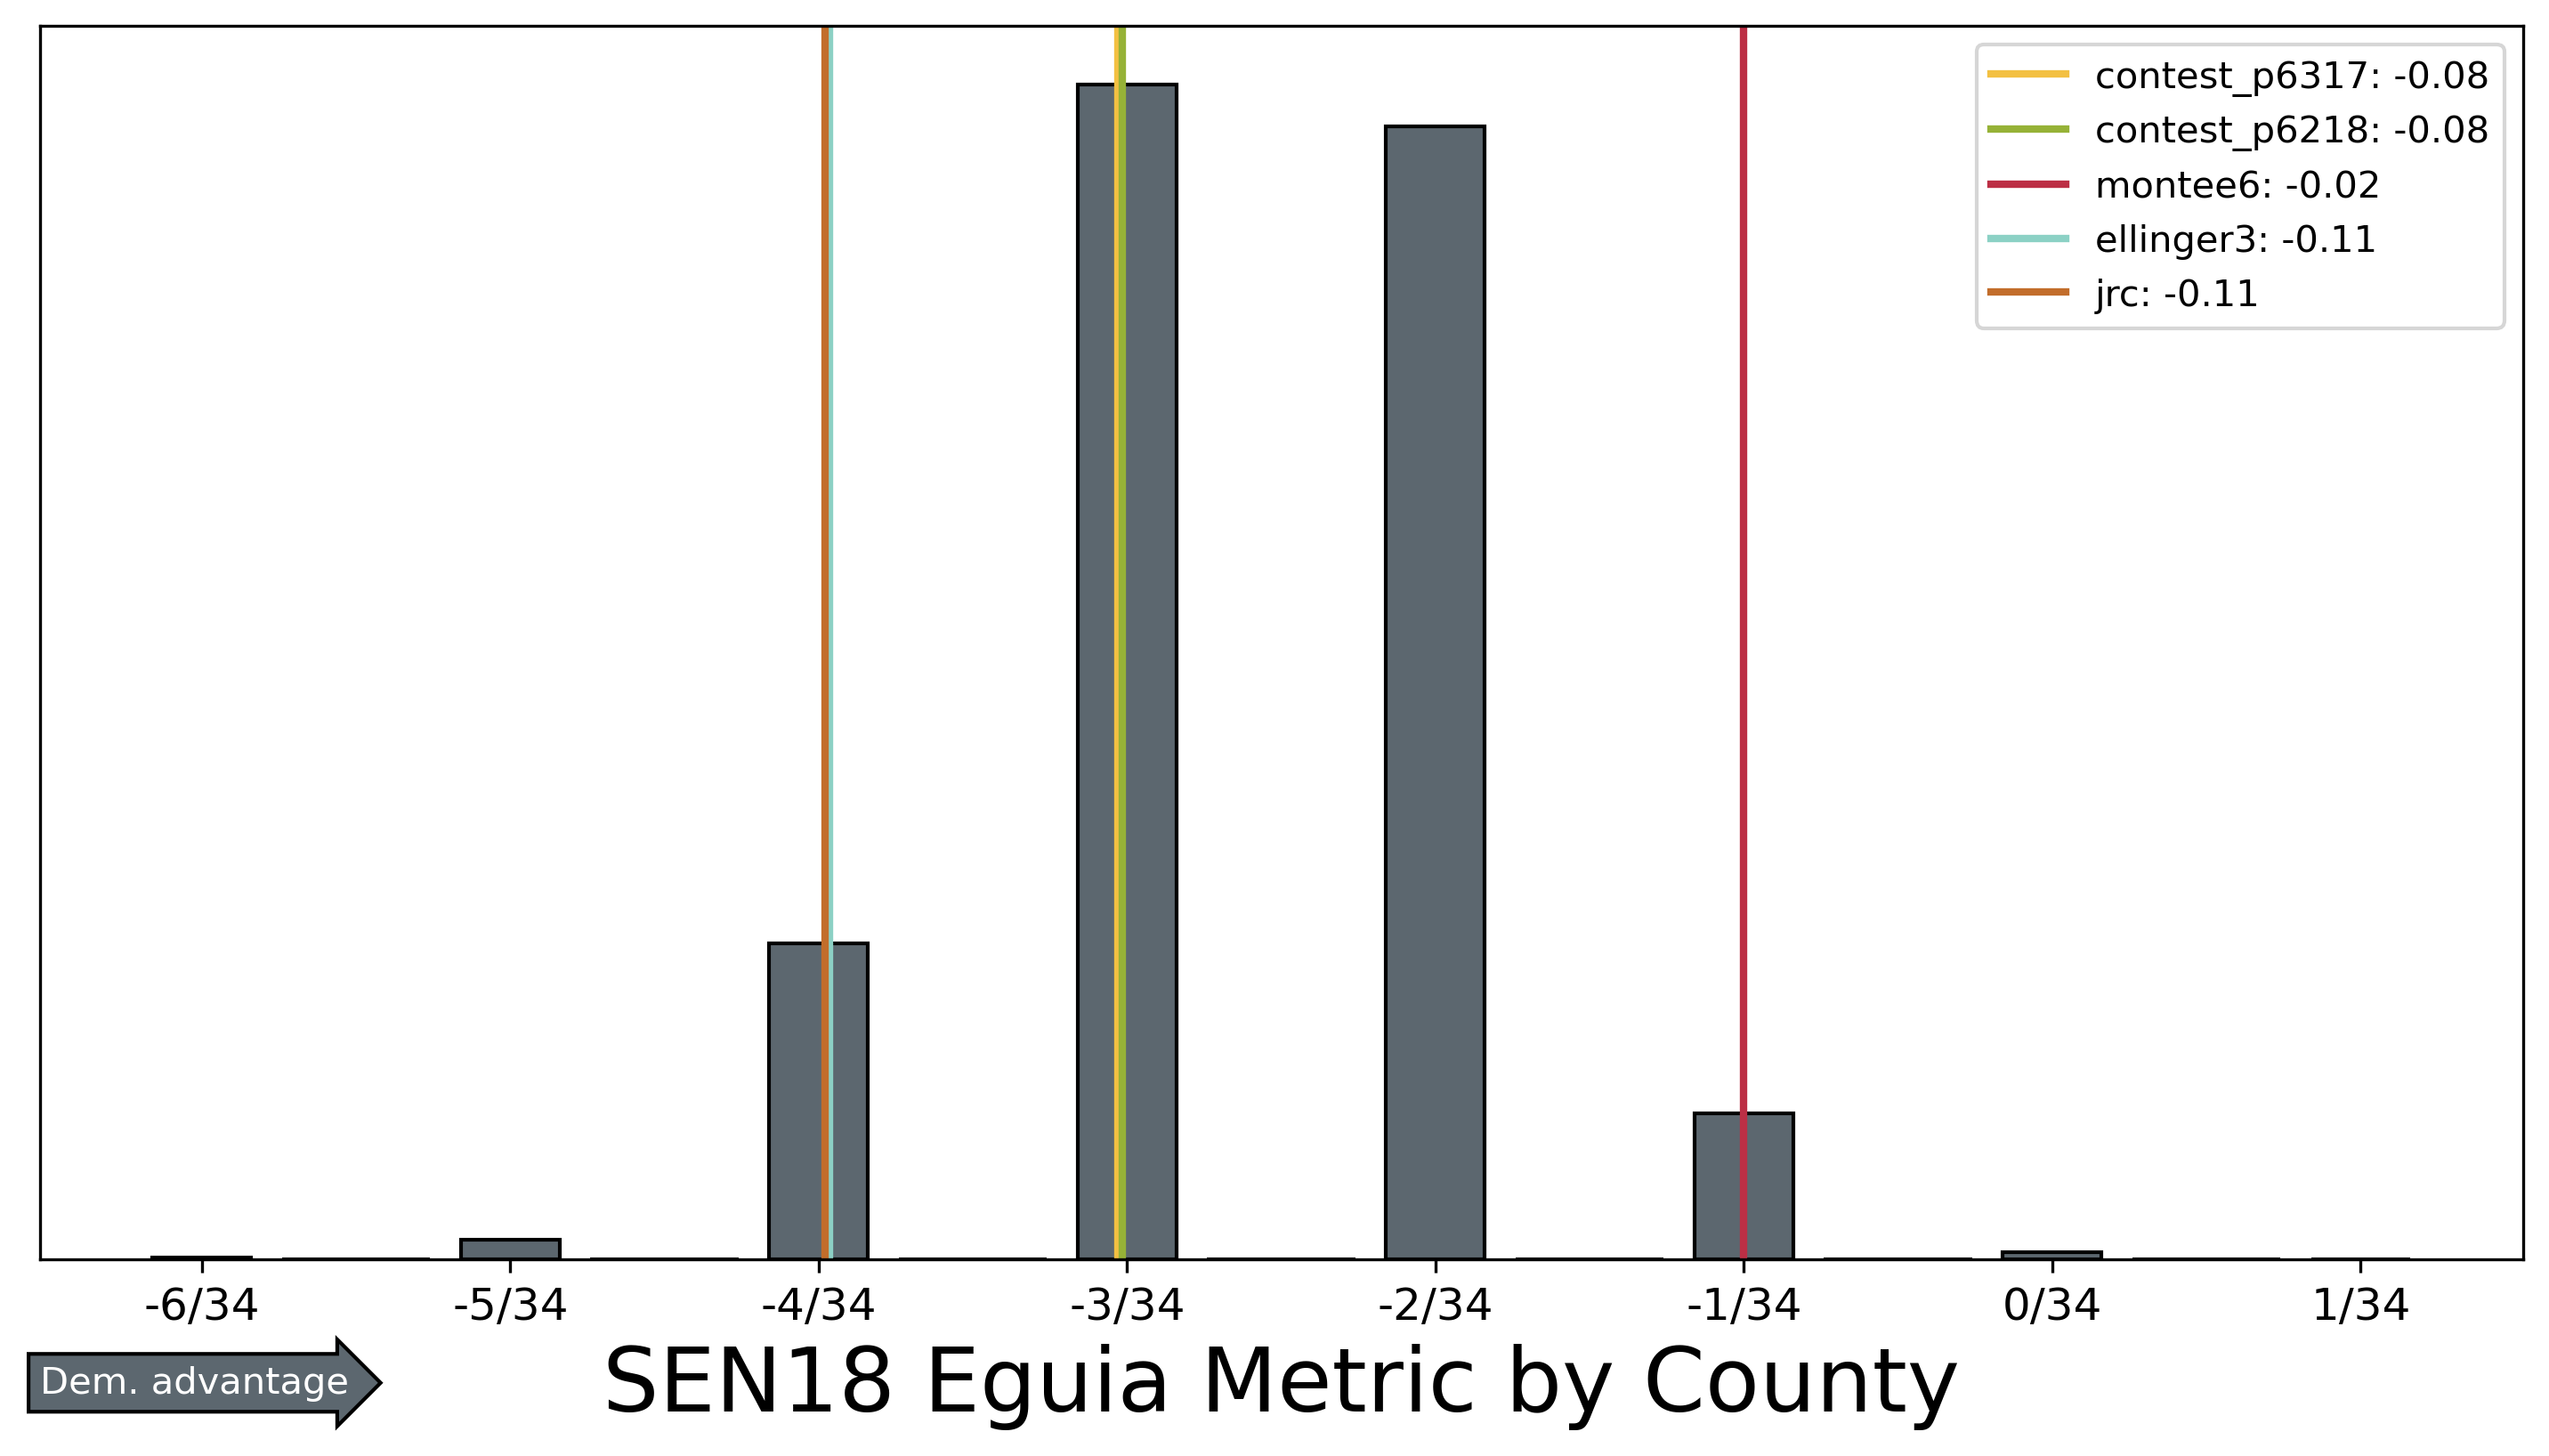 contest_p6317: -0.08
contest_p6218: -0.08
montee6: -0.02
ellinger3: -0.11
jrc: -0.11
-6/34 -5/34 -4/34 -3/34 -2/34 -1/34 0/34 1/34
Dem. advantage
SEN18 Eguia Metric by County